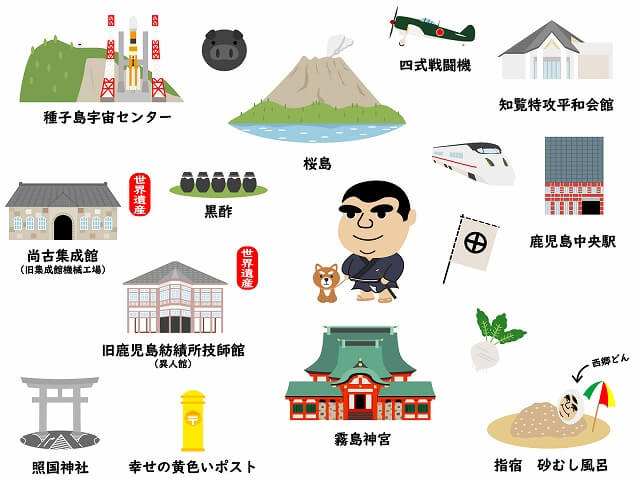 種子島宇宙センター
桜島
四式戦闘機
知覧特攻平和会館
世界遺産
尚古集成館
(旧集成館機械工場)
黒酢
鹿児島中央駅
世界遺産
旧鹿児島紡績所技師館
(異人館)
西郷どん
照国神社
幸せの黄色いポスト
霧島神宮
指宿 砂むし風呂